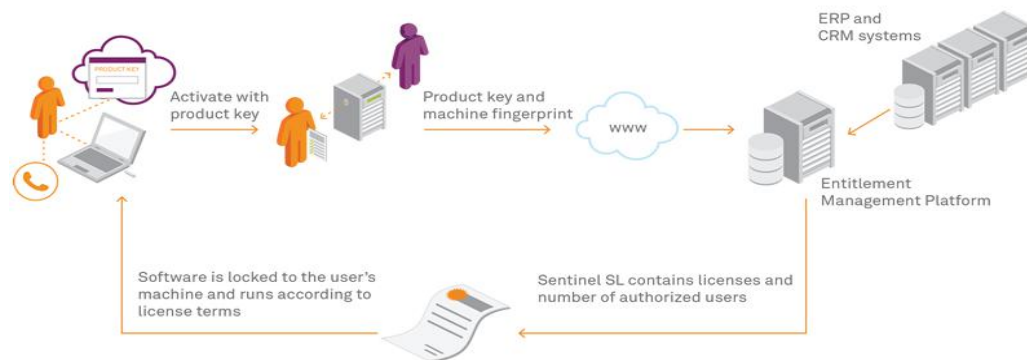 PRODUCT KEY
Activate with
product key
Product key and
machine fingerprint
www
ERP and
CRM systems
Entitlement
Management Platform
Software is locked to the user's
machine and runs according to
license terms
Sentinel SL contains licenses and
number of authorized users